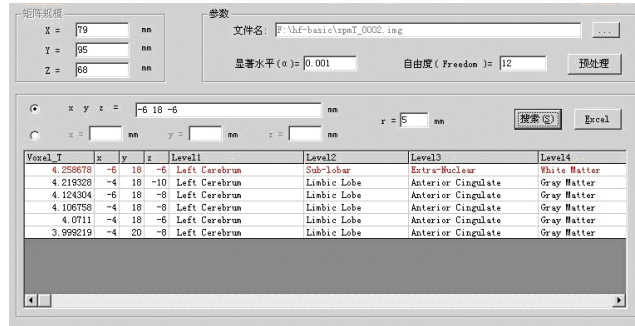 矩阵规模
X = 79 mm
Y = 95 mm
Z = 68 mm
参数
文件名: F:\hf-basic\spmT_0002.img ...
显著水平(α)= 0.001 自由度( Freedom )= 12 预处理
x y z = -6 18 -6 mm r = 5 mm 搜索(S) Excel
x = mm y = mm z = mm
Voxel_T x y z Level1 Level2 Level3 Level4
4.258678 -6 18 -6 Left Cerebrum Sub-lobar Extra-Nuclear White Matter
4.219328 -4 18 -10 Left Cerebrum Limbic Lobe Anterior Cingulate Gray Matter
4.124304 -6 18 -8 Left Cerebrum Limbic Lobe Anterior Cingulate Gray Matter
4.106758 -4 18 -8 Left Cerebrum Limbic Lobe Anterior Cingulate Gray Matter
4.0711 -4 18 -6 Left Cerebrum Limbic Lobe Anterior Cingulate Gray Matter
3.999219 -4 20 -8 Left Cerebrum Limbic Lobe Anterior Cingulate Gray Matter